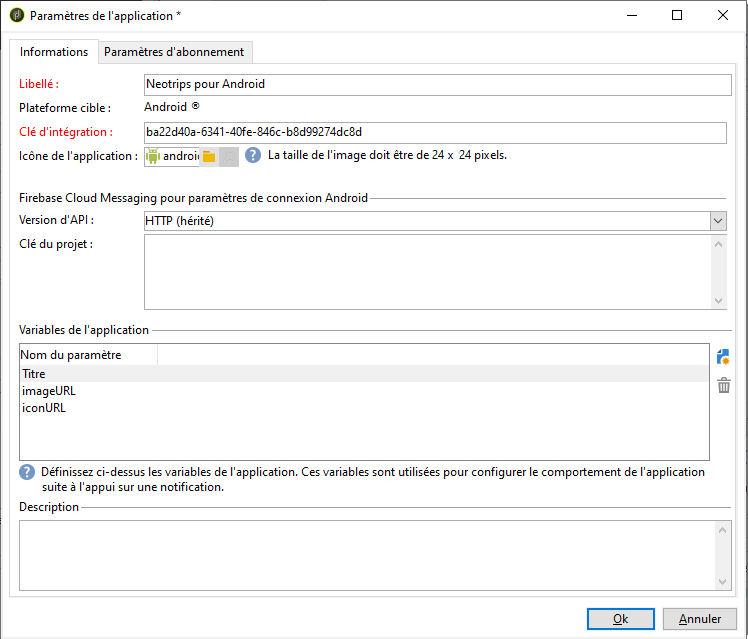 Paramètres de l'application *
Informations
Paramètres d'abonnement
Libellé :
Neotrips pour Android
Plateforme cible :
Android ®
Clé d'intégration :
ba22d40a-6341-40fe-846c-b8d99274dc8d
Icône de l'application :
androi
La taille de l'image doit être de 24 x 24 pixels.
Firebase Cloud Messaging pour paramètres de connexion Android
Version d'API :
HTTP (hérité)
Clé du projet :
Variables de l'application
Nom du paramètre
Titre
imageURL
iconURL
Définissez ci-dessus les variables de l'application. Ces variables sont utilisées pour configurer le comportement de l'application
suite à l'appui sur une notification.
Description
Ok
Annuler